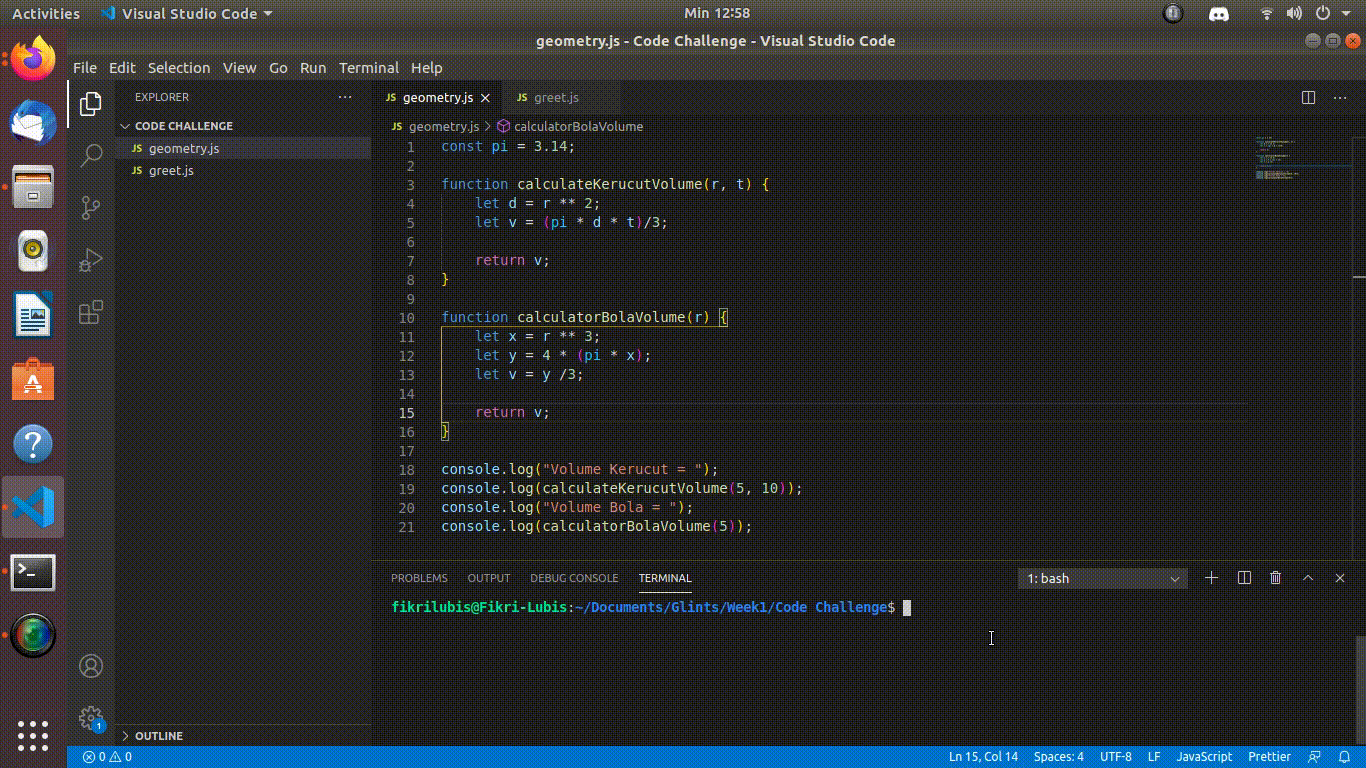 Activities Visual Studio Code Min 12:58
geometry.js - Code Challenge - Visual Studio Code
File Edit Selection View Go Run Terminal Help
EXPLORER
CODE CHALLENGE
JS geometry.js
JS greet.js
OUTLINE
JS geometry.js JS greet.js
JS geometry.js > calculatorBolaVolume
1 const pi = 3.14;
2
3 function calculateKerucutVolume(r, t) {
4 let d = r ** 2;
5 let v = (pi * d * t)/3;
6
7 return v;
8 }
9
10 function calculatorBolaVolume(r) {
11 let x = r ** 3;
12 let y = 4 * (pi * x);
13 let v = y /3;
14
15 return v;
16 }
17
18 console.log("Volume Kerucut = ");
19 console.log(calculateKerucutVolume(5, 10));
20 console.log("Volume Bola = ");
21 console.log(calculatorBolaVolume(5));
PROBLEMS OUTPUT DEBUG CONSOLE TERMINAL 1: bash
fikrilubis@Fikri-Lubis:~/Documents/Glints/Week1/Code Challenge$
1
0 0 Ln 15, Col 14 Spaces: 4 UTF-8 LF JavaScript Prettier